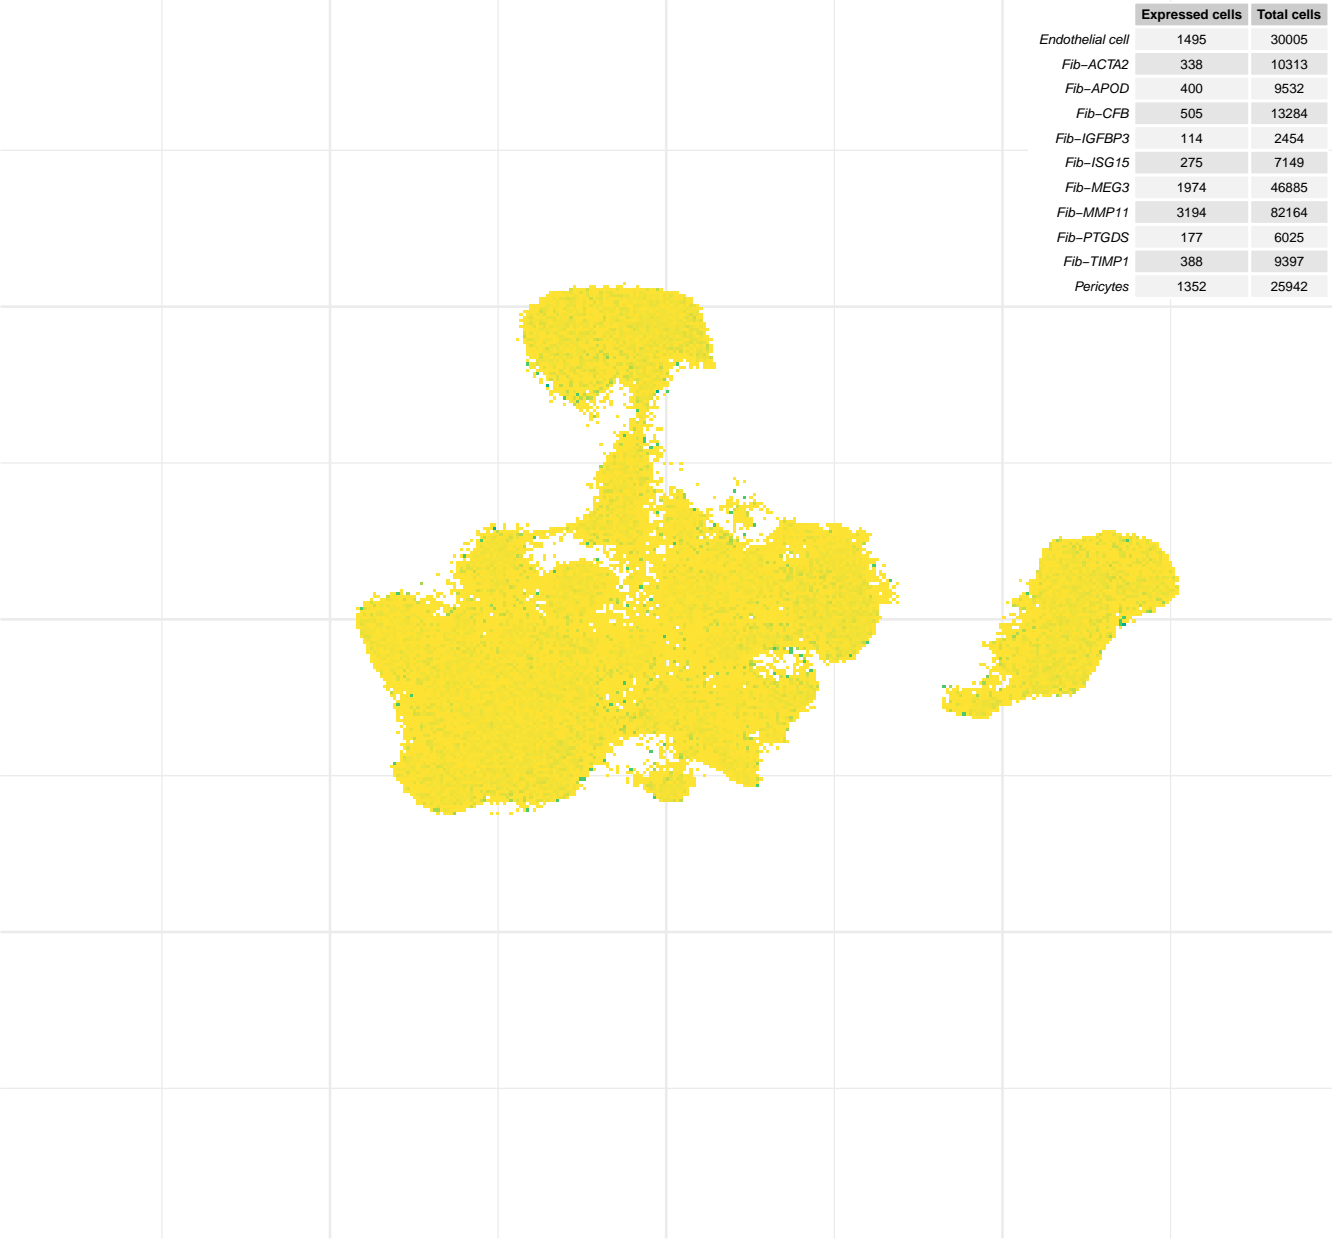 Expressed cells Total cells
Endothelial cell 1495 30005
Fib−ACTA2 338 10313
Fib−APOD 400 9532
Fib−CFB 505 13284
Fib−IGFBP3 114 2454
Fib−ISG15 275 7149
Fib−MEG3 1974 46885
Fib−MMP11 3194 82164
Fib−PTGDS 177 6025
Fib−TIMP1 388 9397
Pericytes 1352 25942